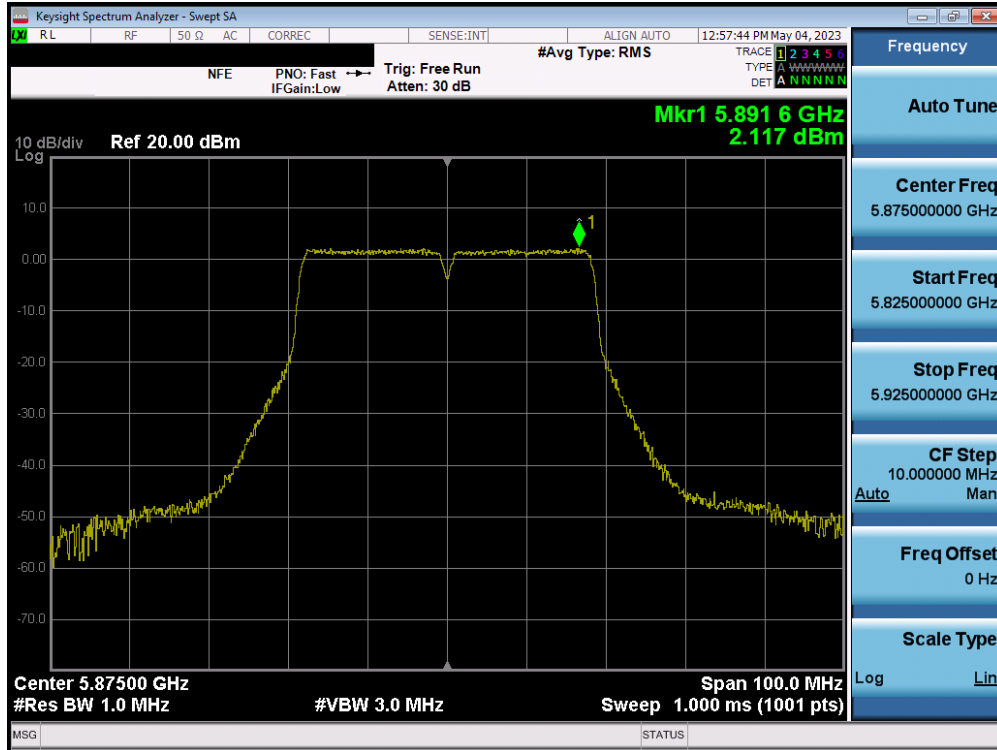 Keysight Spectrum Analyzer - Swept SA
LXI RL RF 50 Ω AC CORREC SENSE:INT ALIGN AUTO 12:57:44 PM May 04, 2023
NFE PNO: Fast Trig: Free Run #Avg Type: RMS TRACE 1 2 3 4 5 6
IFGain:Low Atten: 30 dB TYPE A WWWWW
DET A N N N N N
Mkr1 5.891 6 GHz
2.117 dBm
10 dB/div Ref 20.00 dBm
Log
10.0
1
0.00
-10.0
-20.0
-30.0
-40.0
-50.0
-60.0
-70.0
Center 5.87500 GHz Span 100.0 MHz
#Res BW 1.0 MHz #VBW 3.0 MHz Sweep 1.000 ms (1001 pts)
MSG STATUS
Frequency
Auto Tune
Center Freq
5.875000000 GHz
Start Freq
5.825000000 GHz
Stop Freq
5.925000000 GHz
CF Step
10.000000 MHz
Auto Man
Freq Offset
0 Hz
Scale Type
Log Lin